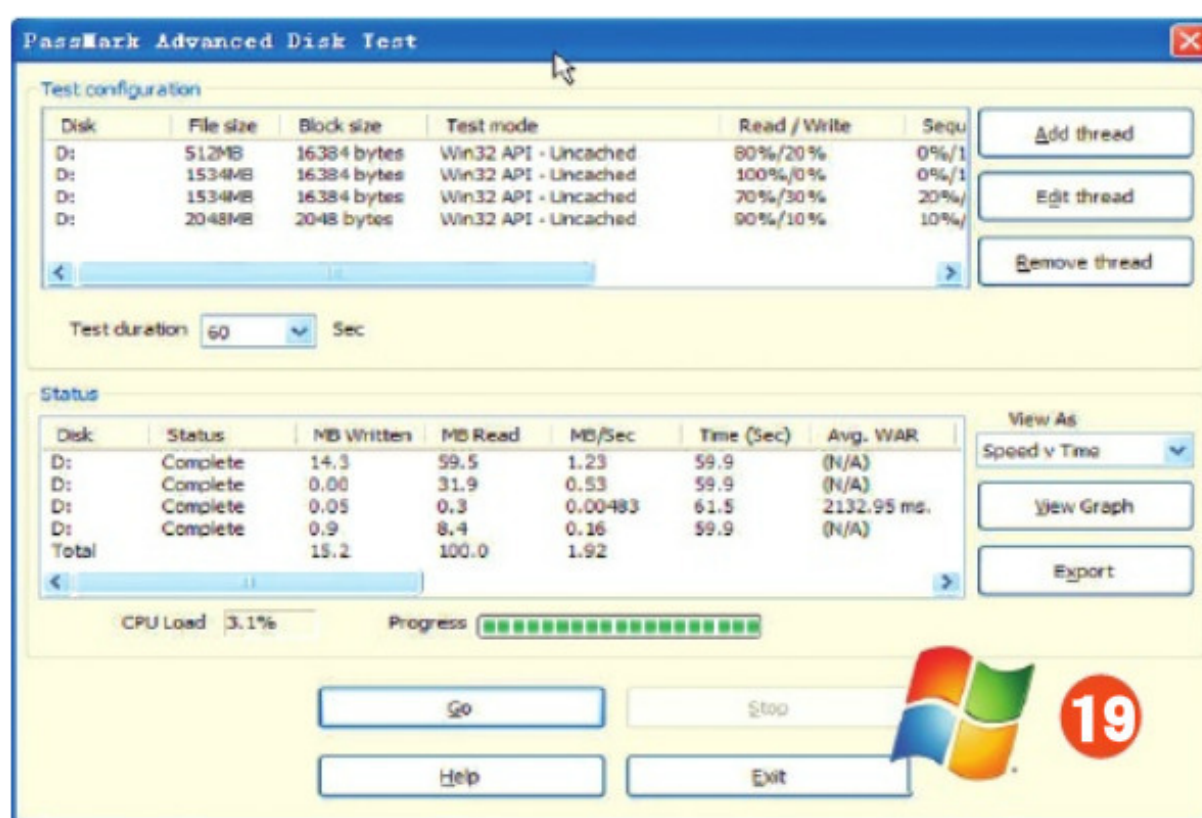 PassMark Advanced Disk Test
Test configuration
Disk File size Block size Test mode Read / Write Sequ
D: 512MB 16384 bytes Win32 API - Uncached 80%/20% 0%/1
D: 1534MB 16384 bytes Win32 API - Uncached 100%/0% 0%/1
D: 1534MB 16384 bytes Win32 API - Uncached 70%/30% 20%/
D: 2048MB 2048 bytes Win32 API - Uncached 90%/10% 10%/
Add thread
Edit thread
Remove thread
Test duration 60 Sec
Status
Disk Status MB Written MB Read MB/Sec Time (Sec) Avg. WAR
D: Complete 14.3 59.5 1.23 59.9 (N/A)
D: Complete 0.00 31.9 0.53 59.9 (N/A)
D: Complete 0.05 0.3 0.00483 61.5 2132.95 ms.
D: Complete 0.9 8.4 0.16 59.9 (N/A)
Total 15.2 100.0 1.92
View As
Speed v Time
View Graph
Export
CPU Load 3.1% Progress
Go Stop
19
Help Exit